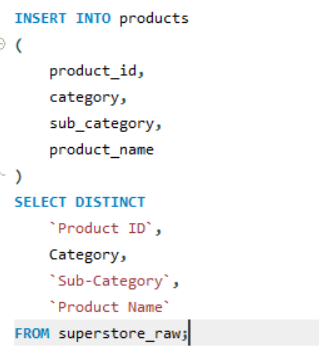 INSERT INTO products
(
product_id,
category,
sub_category,
product_name
)
SELECT DISTINCT
`Product ID`,
Category,
`Sub-Category`,
`Product Name`
FROM superstore_raw;